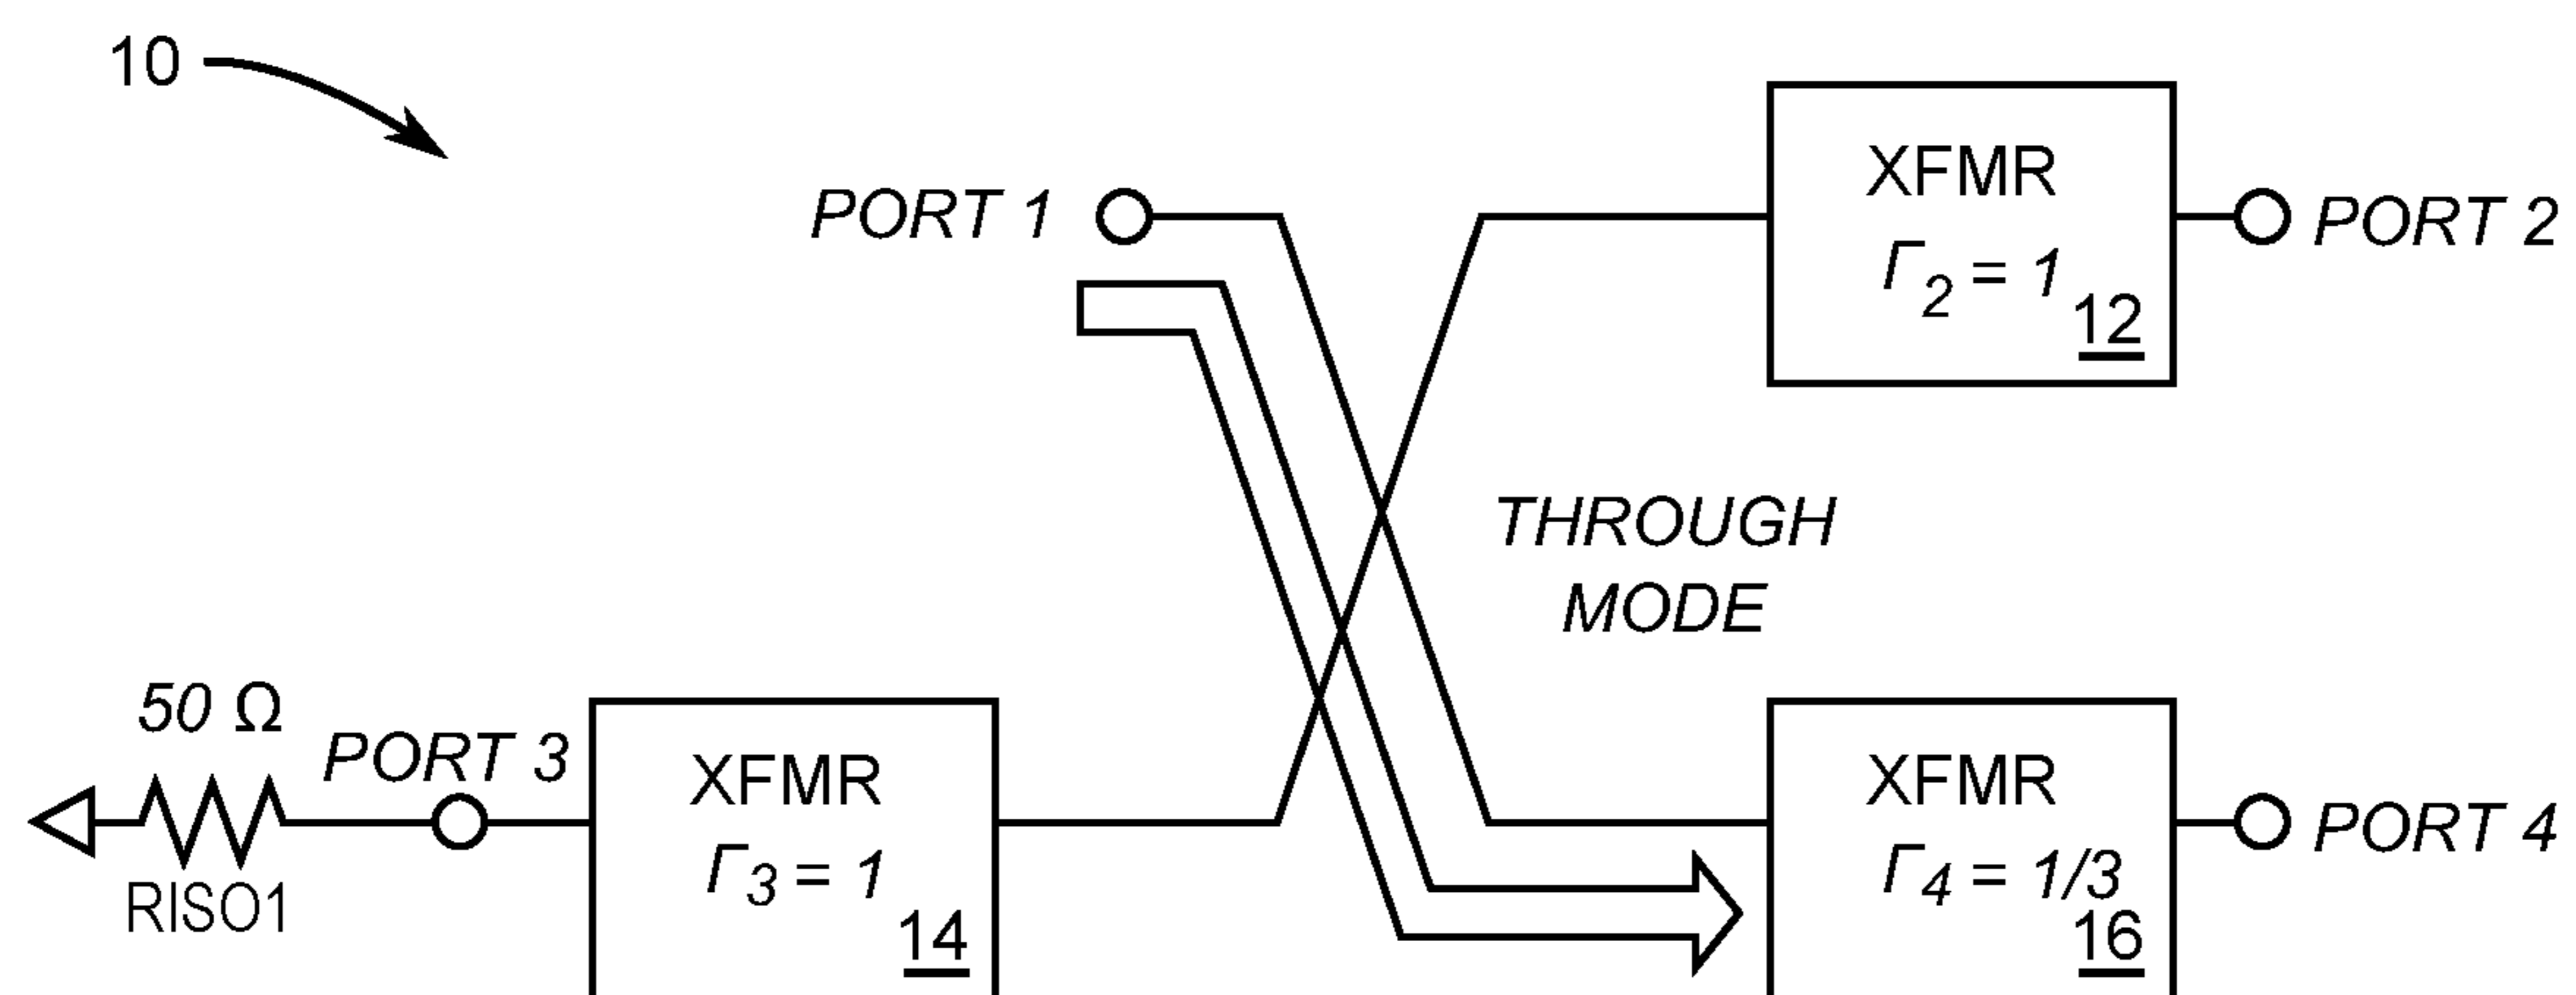 10
PORT 1
XFMR
Γ2 = 1
12
PORT 2
THROUGH
MODE
50 Ω
PORT 3
RISO1
XFMR
Γ3 = 1
14
XFMR
Γ4 = 1/3
16
PORT 4